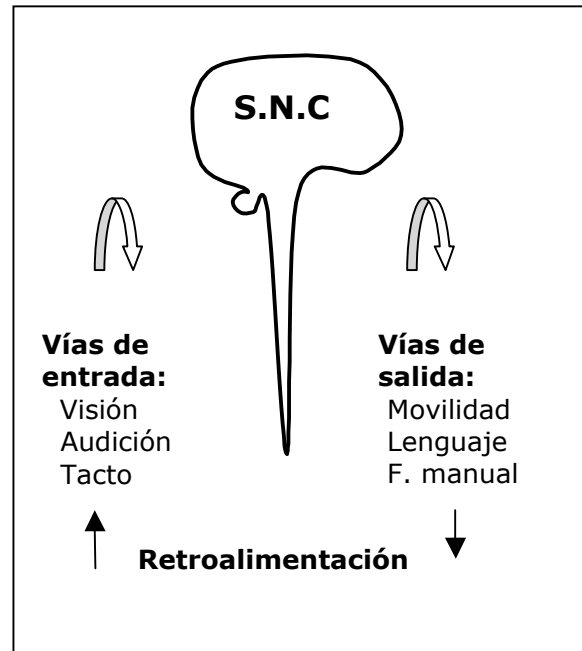 S.N.C
Vías de
entrada:
Visión
Audición
Tacto
Vías de
salida:
Movilidad
Lenguaje
F. manual
Retroalimentación